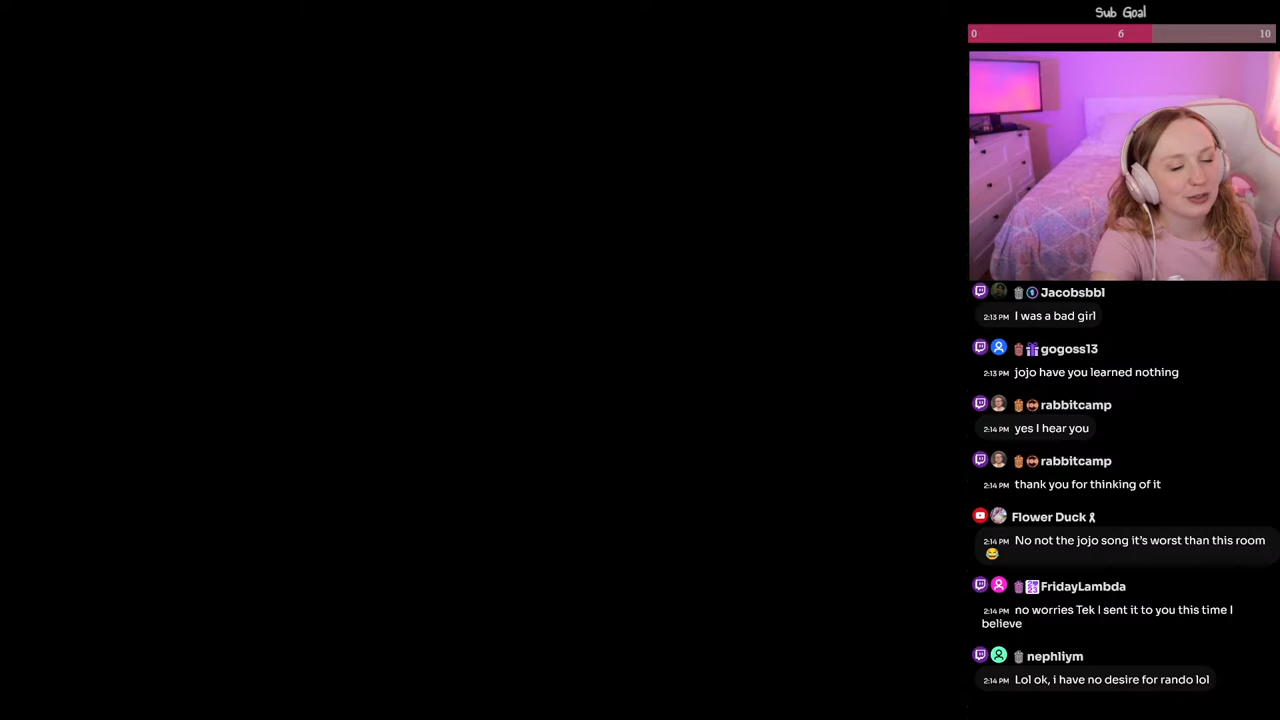 Sub Goal
0 6 10
Jacobsbbl
2:13 PM I was a bad girl
gogoss13
2:13 PM jojo have you learned nothing
rabbitcamp
2:14 PM yes I hear you
rabbitcamp
2:14 PM thank you for thinking of it
Flower Duck🎗
2:14 PM No not the jojo song it’s worst than this room
😂
FridayLambda
2:14 PM no worries Tek I sent it to you this time I
believe
nephliym
2:14 PM Lol ok, i have no desire for rando lol